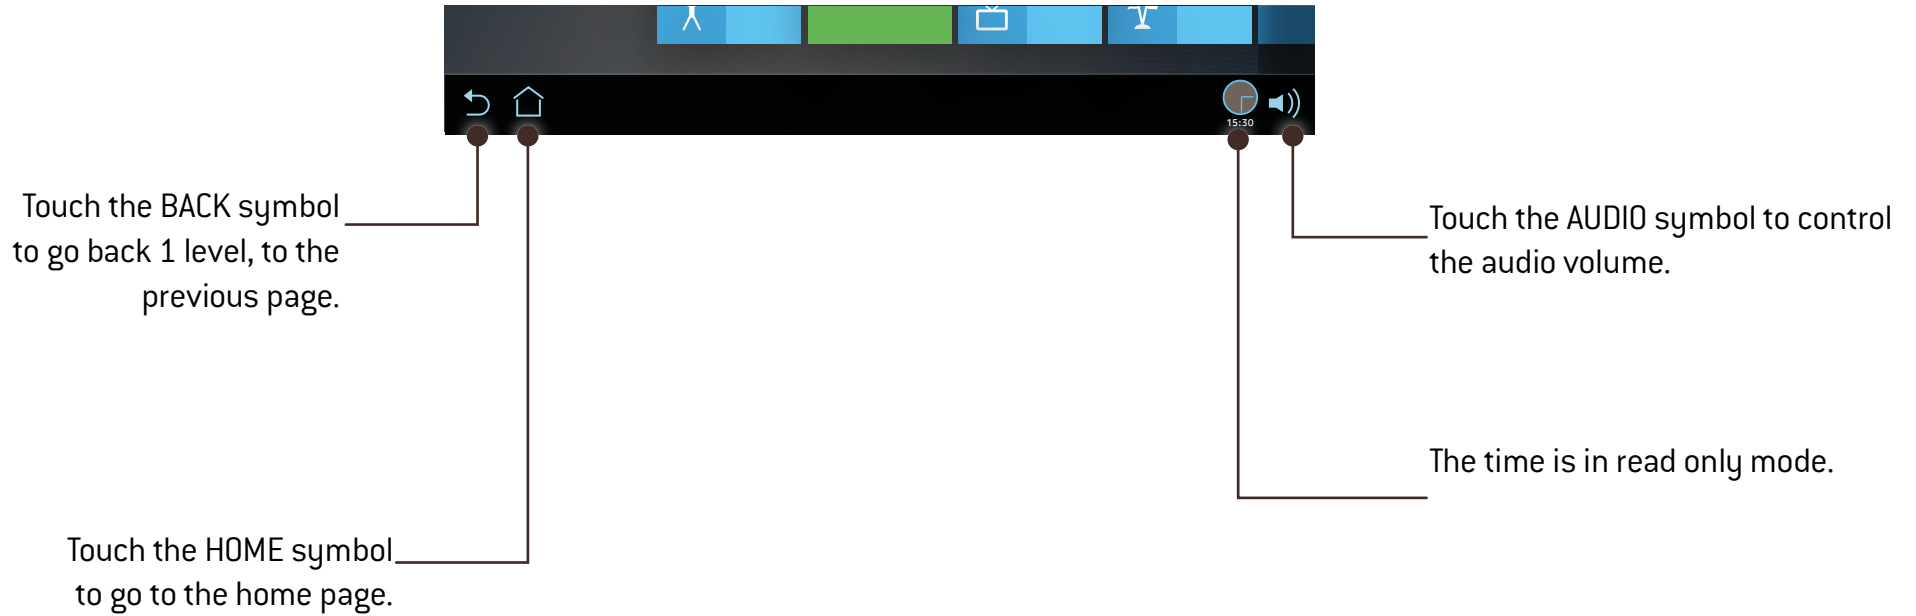 15:30
Touch the BACK symbol
to go back 1 level, to the
previous page.
Touch the AUDIO symbol to control
the audio volume.
The time is in read only mode.
Touch the HOME symbol
to go to the home page.